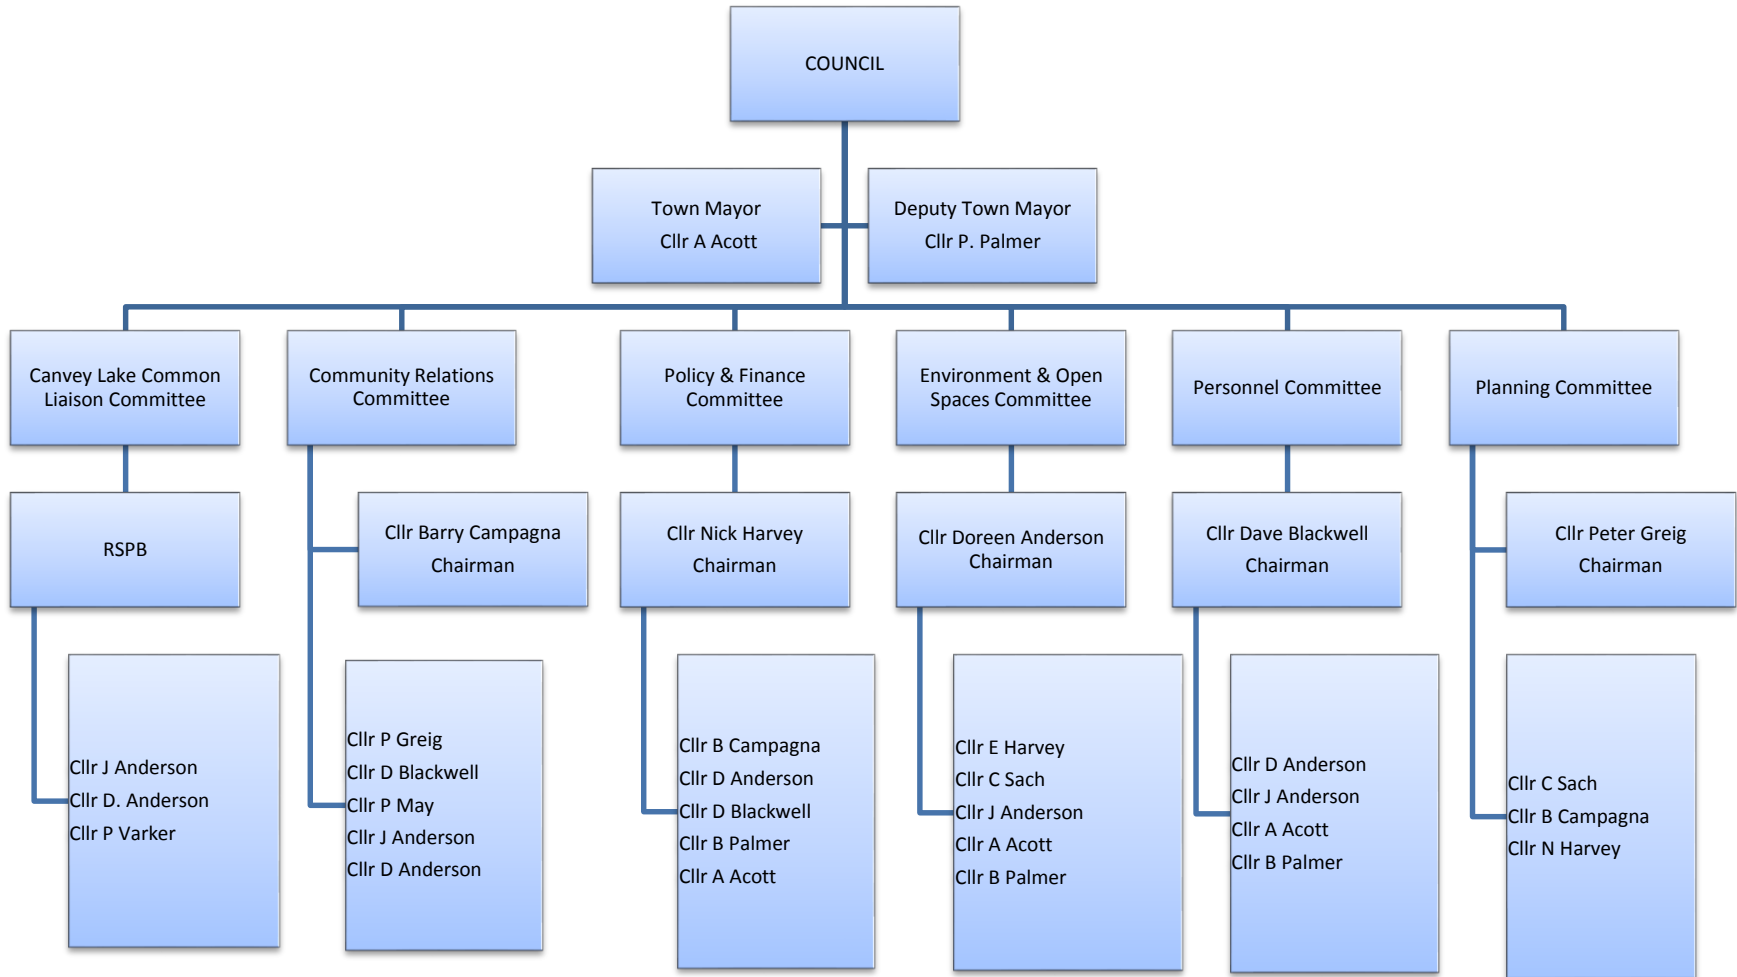 COUNCIL
Town Mayor
Cllr A Acott
Deputy Town Mayor
Cllr P. Palmer
Canvey Lake Common
Liaison Committee
Community Relations
Committee
Policy & Finance
Committee
Environment & Open
Spaces Committee
Personnel Committee
Planning Committee
RSPB
Cllr Barry Campagna
Chairman
Cllr Nick Harvey
Chairman
Cllr Doreen Anderson
Chairman
Cllr Dave Blackwell
Chairman
Cllr Peter Greig
Chairman
Cllr J Anderson
Cllr D. Anderson
Cllr P Varker
Cllr P Greig
Cllr D Blackwell
Cllr P May
Cllr J Anderson
Cllr D Anderson
Cllr B Campagna
Cllr D Anderson
Cllr D Blackwell
Cllr B Palmer
Cllr A Acott
Cllr E Harvey
Cllr C Sach
Cllr J Anderson
Cllr A Acott
Cllr B Palmer
Cllr D Anderson
Cllr J Anderson
Cllr A Acott
Cllr B Palmer
Cllr C Sach
Cllr B Campagna
Cllr N Harvey